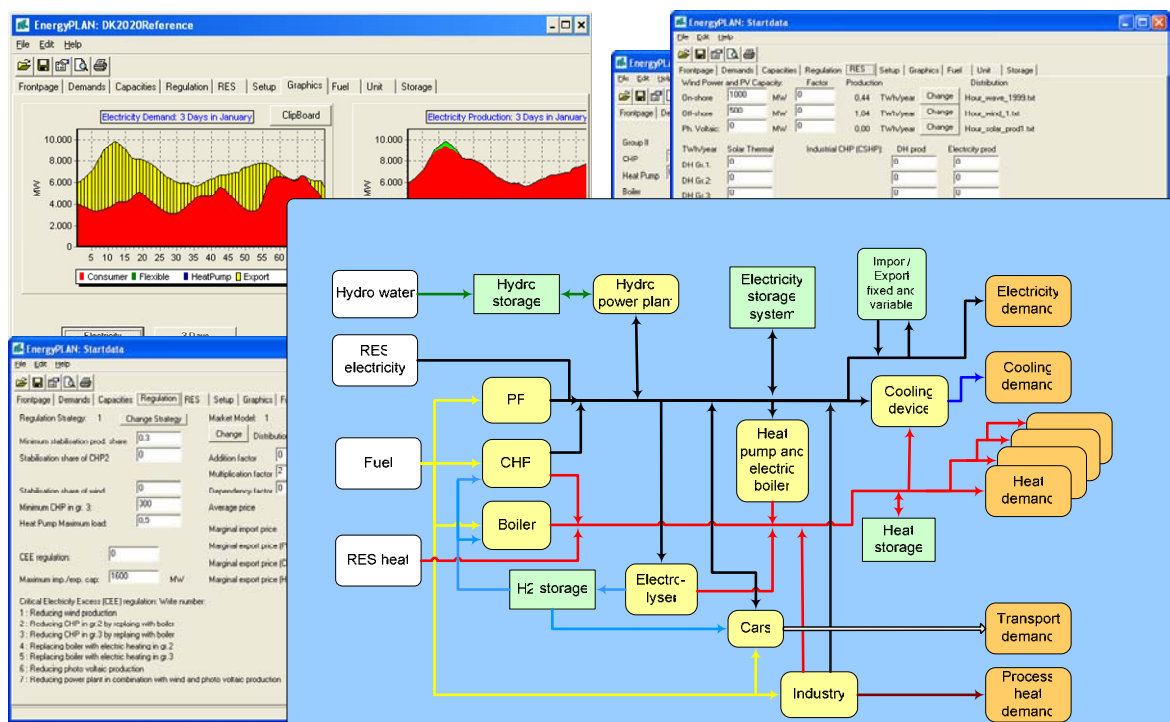 EnergyPLAN: DK2020Reference
File Edit Help
Frontpage Demands Capacities Regulation RES Setup Graphics Fuel Unit Storage
Electricity Demand: 3 Days in January
ClipBoard
Electricity Production: 3 Days in January
10.000
8.000
6.000
4.000
2.000
0
MW
5 10 15 20 25 30 35 40 45 50 55 60
Consumer Flexible HeatPump Export
10.000
8.000
6.000
4.000
MW
Electricity
3 Days
EnergyPLAN: Startdata
File Edit Help
Frontpage Demands Capacities Regulation RES Setup Graphics Fuel Unit Storage
Wind Power and PV Capacity: Factor Production Distribution
On-shore 1000 MW 0 0,44 TWh/year Change Hour_wave_1999.txt
Off-shore 500 MW 0 1,04 TWh/year Change Hour_wind_1.txt
Ph. Voltaic: 0 MW 0 0,00 TWh/year Change Hour_solar_prod1.txt
TWh/year Solar Thermal Industrial CHP (CSHP) DH prod Electricity prod
DH Gr.1: 0 0 0
DH Gr.2: 0 0 0
DH Gr.3 0 0 0
File Edit
Frontpage
Group II
CHP
Heat Pump
Boiler
EnergyPLAN: Startdata
File Edit Help
Frontpage Demands Capacities Regulation RES Setup Graphics
Regulation Strategy: 1 Change Strategy Market Model: 1
Minimum stabilisation prod. share 0.3 Change
Stabilisation share of CHP2 0 Addition factor 0
Multiplication factor 2
Stabilisation share of wind 0 Dependency factor 0
Minimum CHP in gr. 3: 300 Average price
Heat Pump Maximum load: 0,5 Marginal import price
CEE regulation: 0
Maximum imp./exp. cap: 1600 MW
Critical Electricity Excess (CEE) regulation: Write number:
1 : Reducing wind production
2 : Reducing CHP in gr.2 by replaing with boiler
3 : Reducing CHP in gr.3 by replaing with boiler
4 : Replacing boiler with electric heating in gr.2
5 : Replacing boiler with electric heating in gr.3
6 : Reducing photo voltaic production
7 : Reducing power plant in combination with wind and photo voltaic production
Hydro water
Hydro
storage
Hydro
power plant
Electricity
storage
system
Import/
Export
fixed and
variable
Electricity
demand
RES
electricity
PP
Cooling
device
Cooling
demand
Fuel
CHP
Heat
pump and
electric
boiler
Heat
demand
Boiler
Heat
storage
RES heat
H2 storage
Electro-
lyser
Cars
Transport
demand
Industry
Process
heat
demand